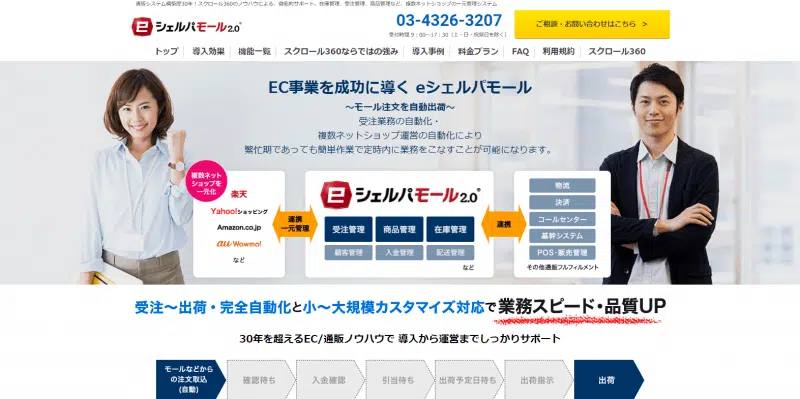 通販システム構築歴30年!スクロール360のノウハウによる、御用的サポート。在庫管理、受注管理、商品管理など、複数ネットショップの一元管理システム
e シェルパモール2.0®
03-4326-3207
受付時間 9:00~17:30(土・日・祝祭日を除く)
ご相談・お問い合わせはこちら >
トップ 導入効果 機能一覧 スクロール360ならではの強み 導入事例 料金プラン FAQ 利用規約 スクロール360
EC事業を成功に導く eシェルパモール
~モール注文を自動出荷~
受注業務の自動化・
複数ネットショップ運営の自動化により
繁忙期であっても簡単作業で定時内に業務をこなすことが可能になります。
複数ネット
ショップを
一元化
楽天
Yahoo!ショッピング
Amazon.co.jp
au Wowma!
など
連携
一元管理
e シェルパモール2.0®
受注管理 商品管理 在庫管理
顧客管理 入金管理 配送管理
など
連携
物流
決済
コールセンター
基幹システム
POS・販売管理
その他通販フルフィルメント
受注~出荷・完全自動化と小~大規模カスタマイズ対応で業務スピード・品質UP
30年を超えるEC/通販ノウハウで 導入から運営までしっかりサポート
モールなどから
の注文取込
(自動)
確認待ち
入金確認
引当待ち
出荷予定日待ち
出荷指示
出荷